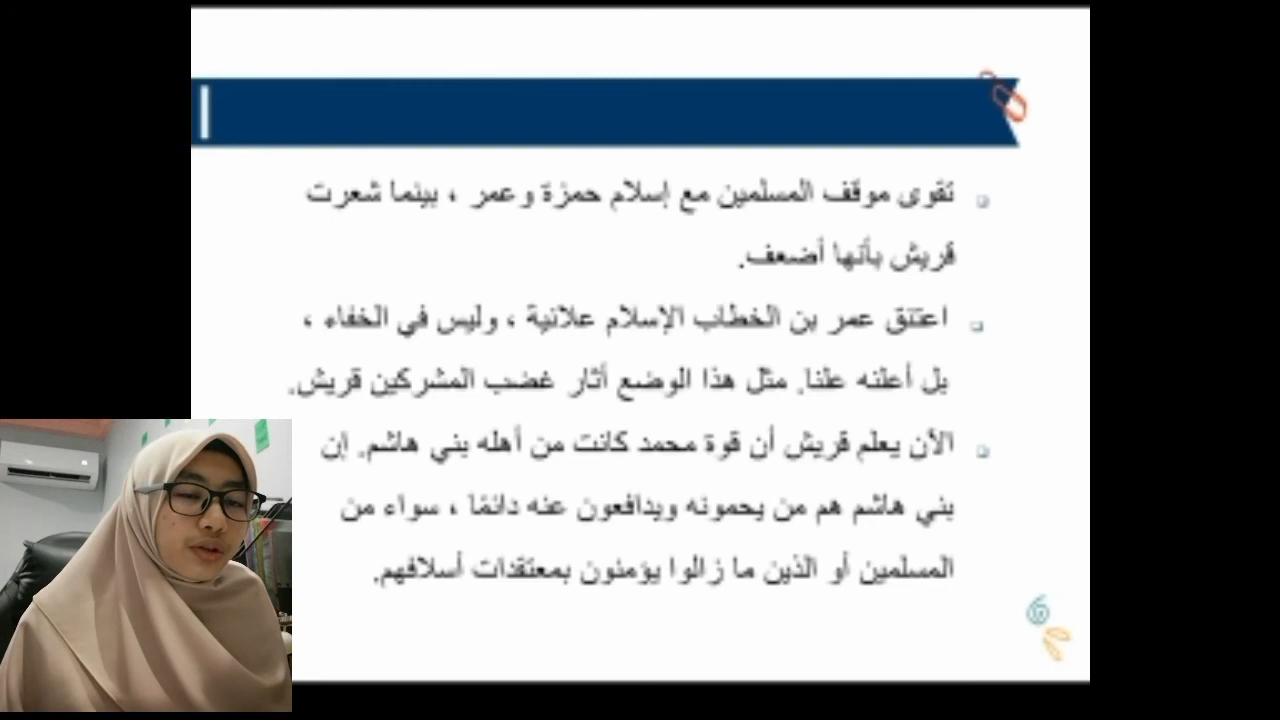 تقوى موقف المسلمين مع إسلام حمزة وعمر ، بينما شعرت
قريش بأنها أضعف.
اعتنق عمر بن الخطاب الإسلام علانية ، وليس في الخفاء ،
بل أعلنه علنا. مثل هذا الوضع أثار غضب المشركين قريش.
الآن يعلم قريش أن قوة محمد كانت من أهله بني هاشم. إن
بني هاشم هم من يحمونه ويدافعون عنه دائمًا ، سواء من
المسلمين أو الذين ما زالوا يؤمنون بمعتقدات أسلافهم.
6